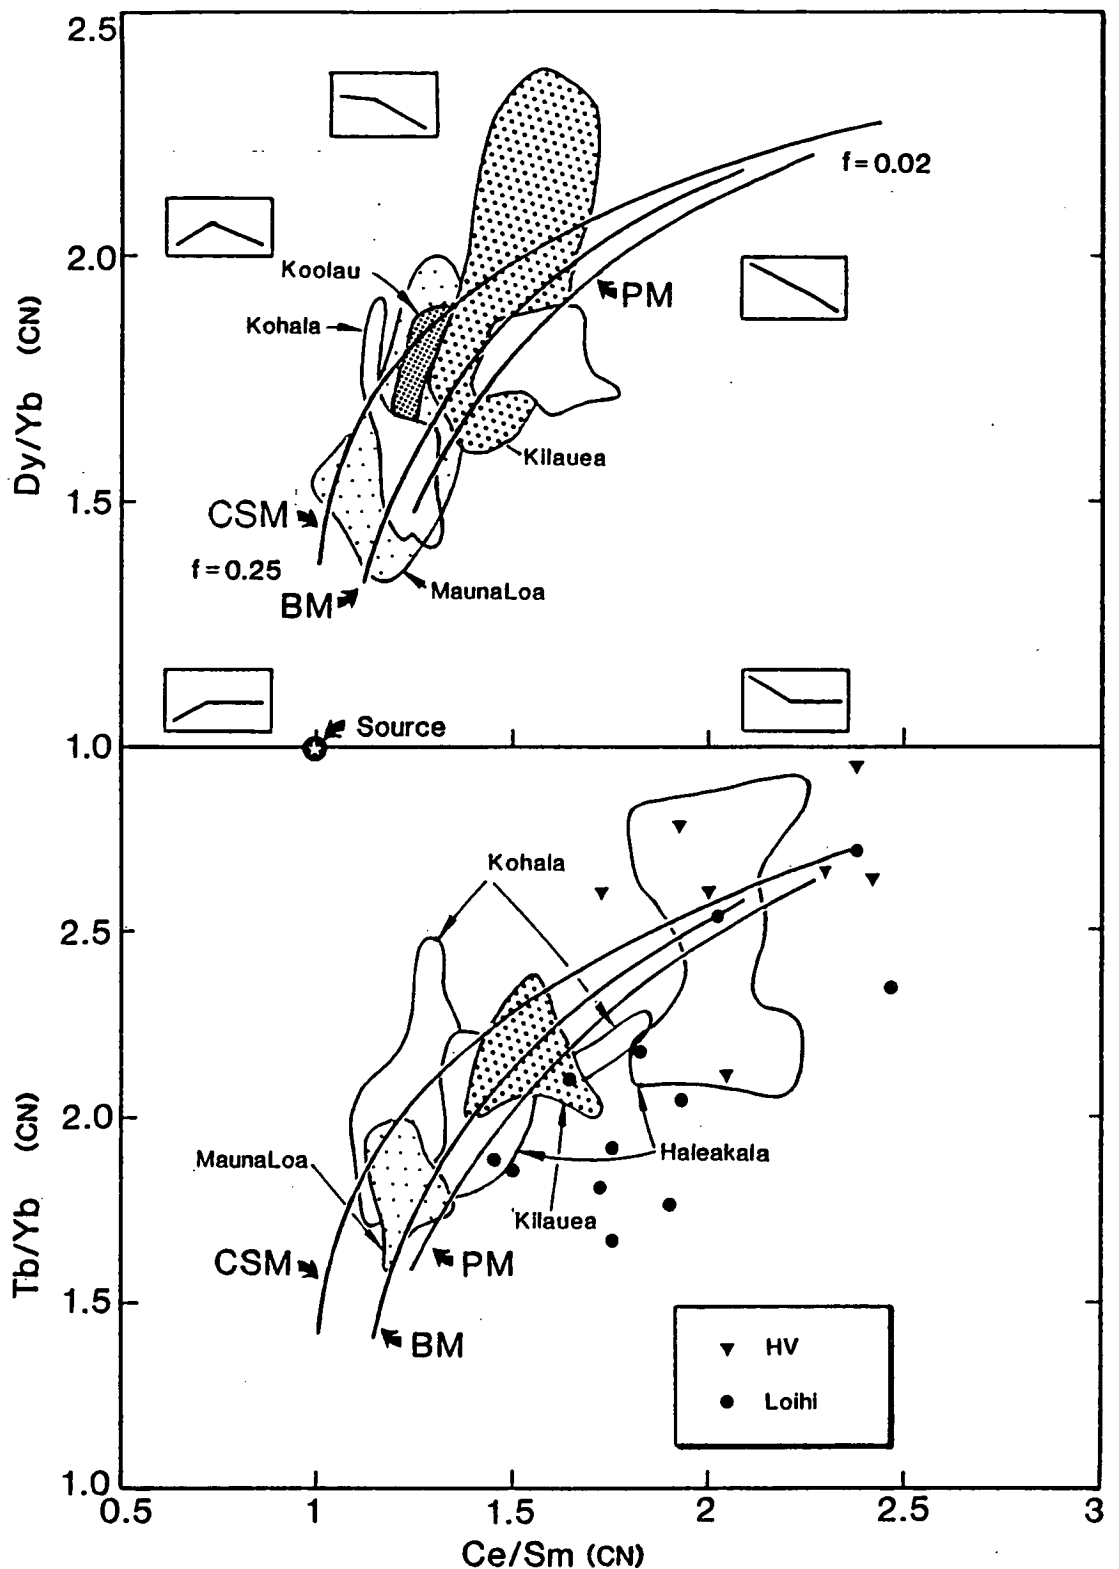 2.5
f=0.02
2.0
Koolau
PM
Kohala
Dy/Yb (CN)
Kilauea
1.5
CSM
f=0.25
MaunaLoa
BM
Source
1.0
Kohala
2.5
2.0
MaunaLoa
Haleakala
Kilauea
Tb/Yb (CN)
CSM
PM
1.5
BM
HV
Loihi
1.0
0.5 1 1.5 2 2.5 3
Ce/Sm (CN)